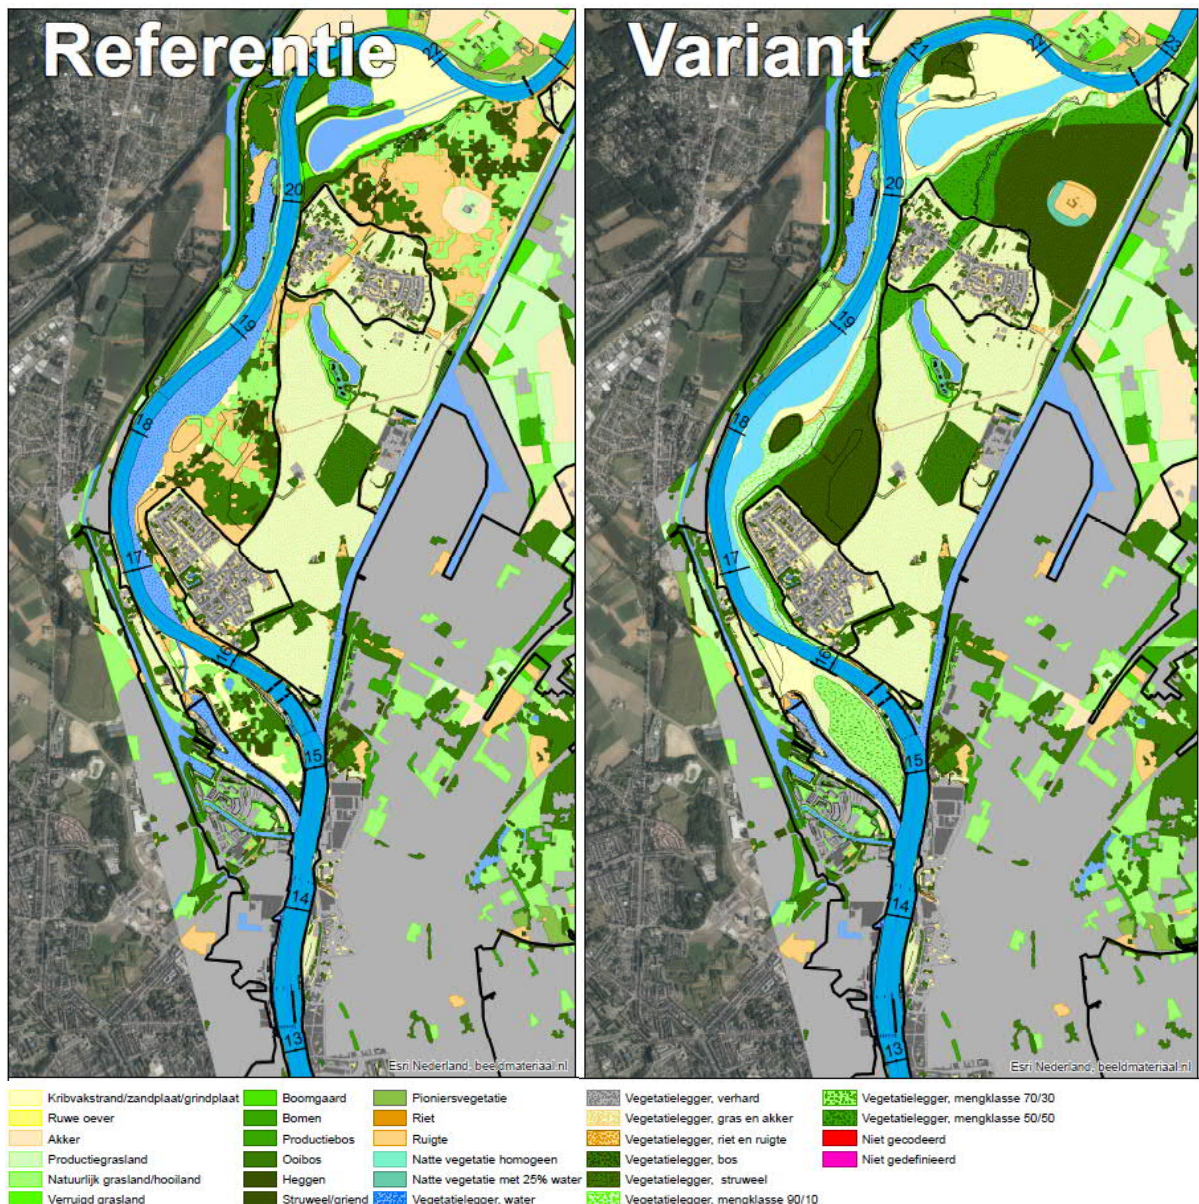 Referentie
Variant
22
20
19
18
17
16
15
14
13
Esri Nederland, beeldmateriaal.nl
21
22
23
20
19
18
17
16
15
14
13
Esri Nederland, beeldmateriaal.nl
Kribvakstrand/zandplaat/grindplaat
Ruwe oever
Akker
Productiegrasland
Natuurlijk grasland/hooiland
Verruigd grasland
Boomgaard
Bomen
Productiebos
Ooibos
Heggen
Struweel/griend
Pioniersvegetatie
Riet
Ruigte
Natte vegetatie homogeen
Natte vegetatie met 25% water
Vegetatielegger, water
Vegetatielegger, verhard
Vegetatielegger, gras en akker
Vegetatielegger, riet en ruigte
Vegetatielegger, bos
Vegetatielegger, struweel
Vegetatielegger, mengklasse 90/10
Vegetatielegger, mengklasse 70/30
Vegetatielegger, mengklasse 50/50
Niet gecodeerd
Niet gedefinieerd